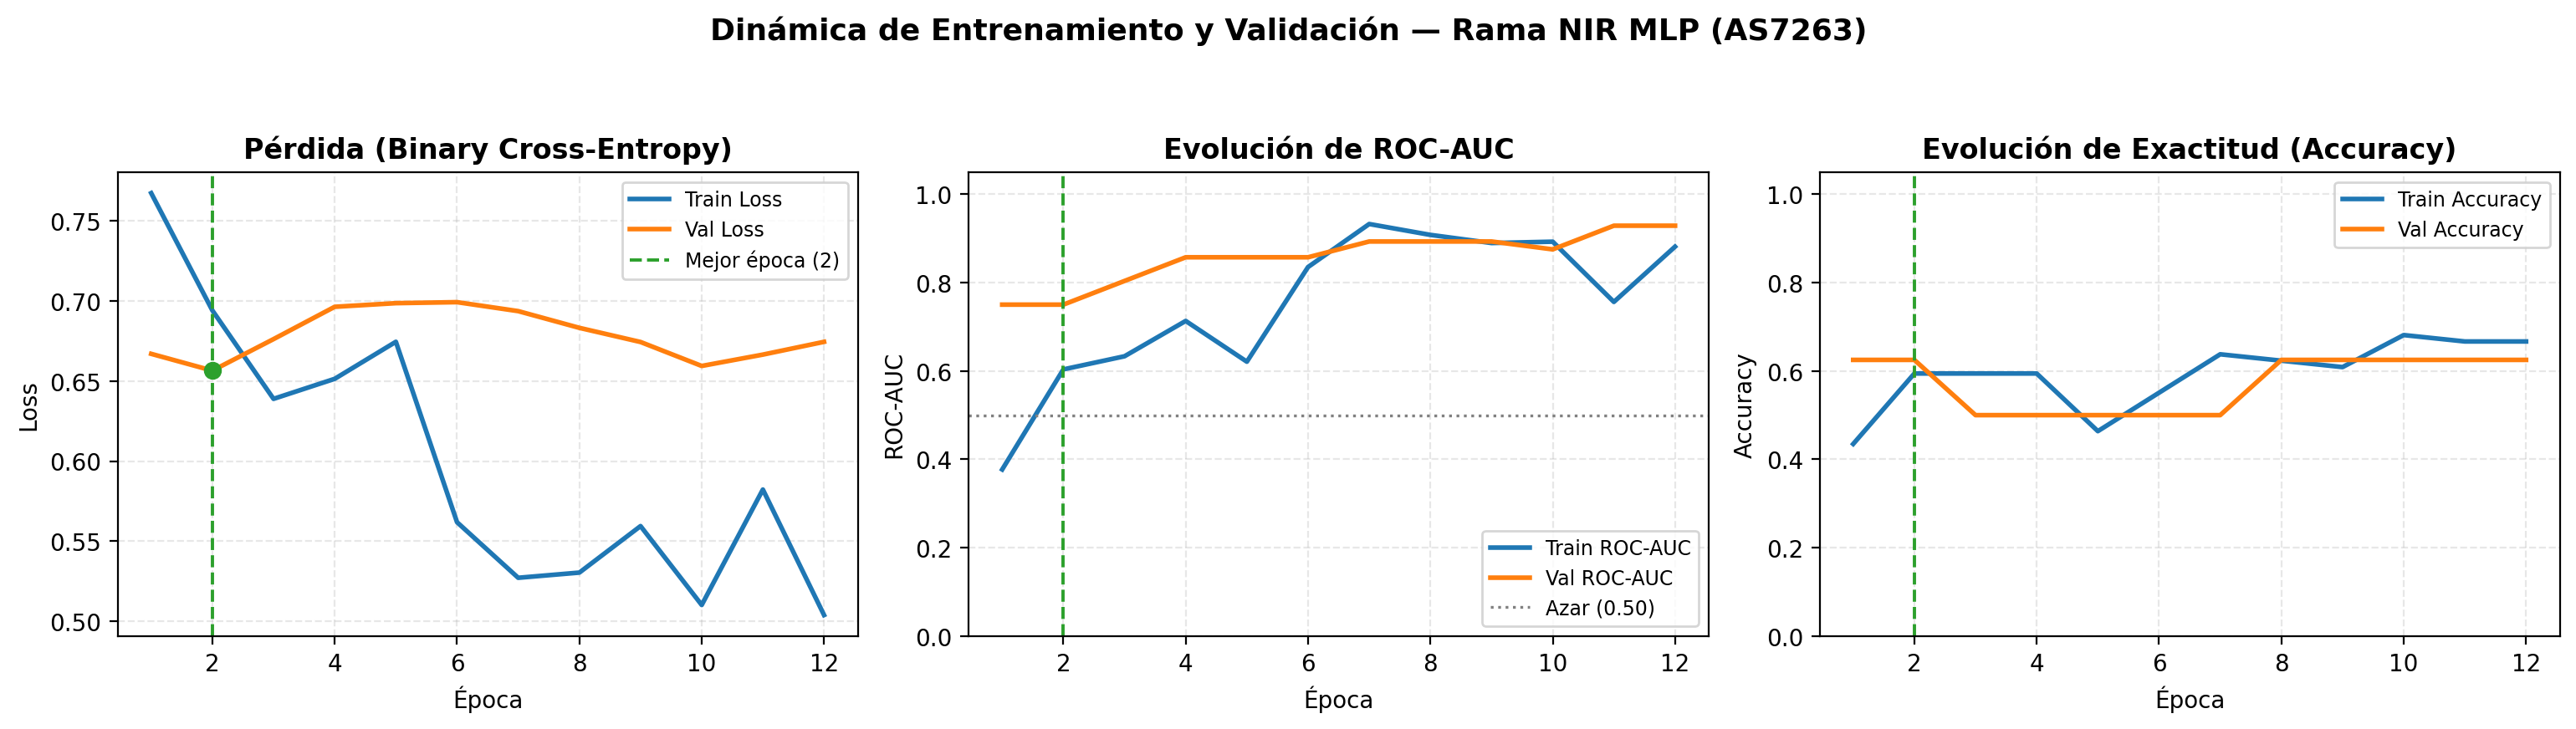 Dinámica de Entrenamiento y Validación — Rama NIR MLP (AS7263)
Pérdida (Binary Cross-Entropy)
0.75
0.70
0.65
0.60
0.55
0.50
Loss
2 4 6 8 10 12
Época
Train Loss
Val Loss
Mejor época (2)
Evolución de ROC-AUC
1.0
0.8
0.6
0.4
0.2
0.0
ROC-AUC
2 4 6 8 10 12
Época
Train ROC-AUC
Val ROC-AUC
Azar (0.50)
Evolución de Exactitud (Accuracy)
1.0
0.8
0.6
0.4
0.2
0.0
Accuracy
2 4 6 8 10 12
Época
Train Accuracy
Val Accuracy